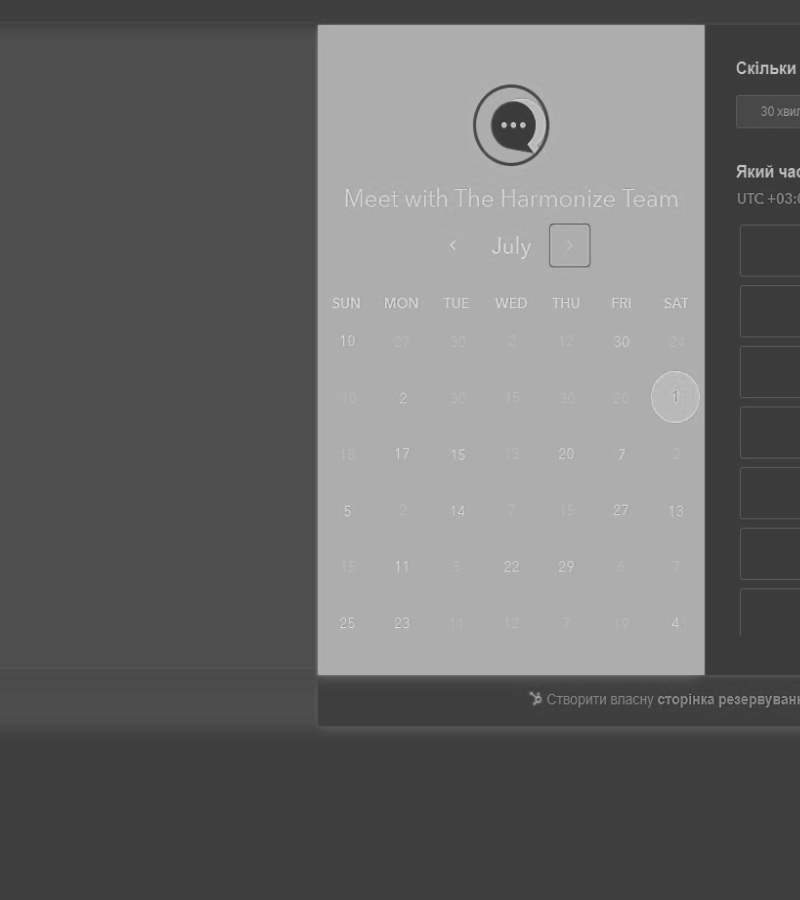 Meet with The Harmonize Team
July
SUN MON TUE WED THU FRI SAT
10 27 30 2 12 30 24
10 2 30 15 30 20 1
18 17 15 13 20 7 2
5 2 14 7 15 27 13
15 11 5 22 29 6 7
25 23 11 12 7 19 4
Скільки
30 хвил
Який час
UTC +03:0
Створити власну сторінка резервуванн